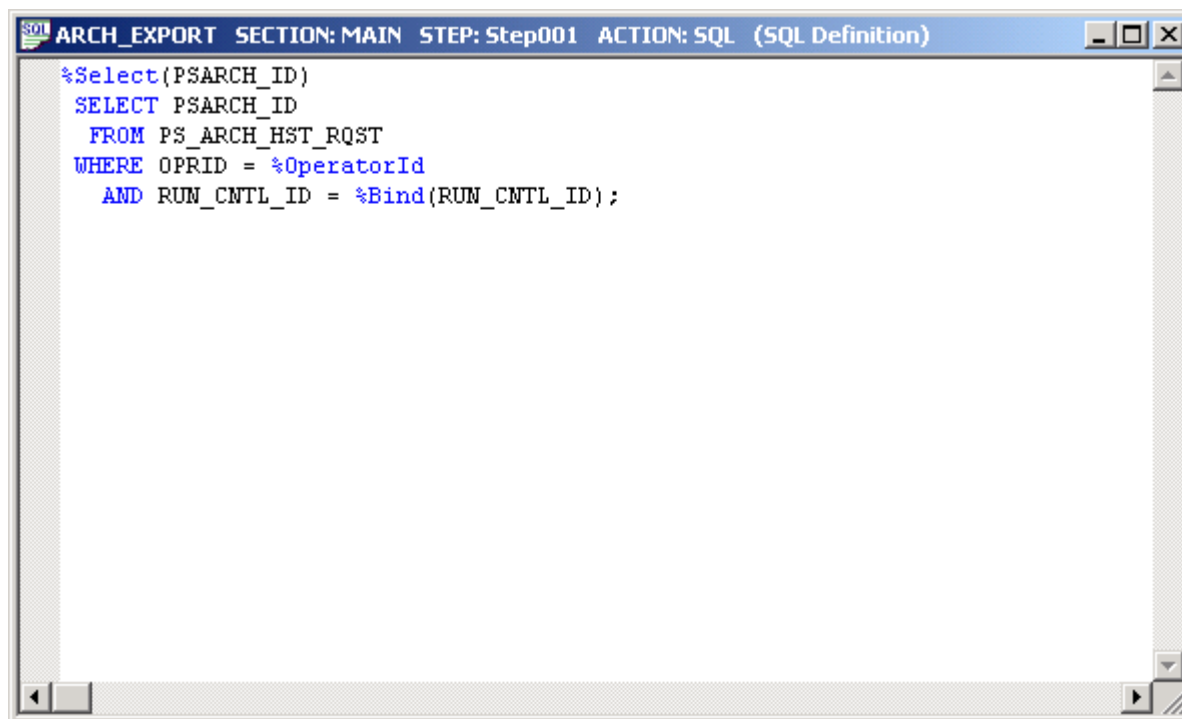 SQL
ARCH_EXPORT SECTION: MAIN STEP: Step001 ACTION: SQL (SQL Definition)
%Select(PSARCH_ID)
SELECT PSARCH_ID
FROM PS_ARCH_HST_RQST
WHERE OPRID = %OperatorId
AND RUN_CNTL_ID = %Bind(RUN_CNTL_ID);